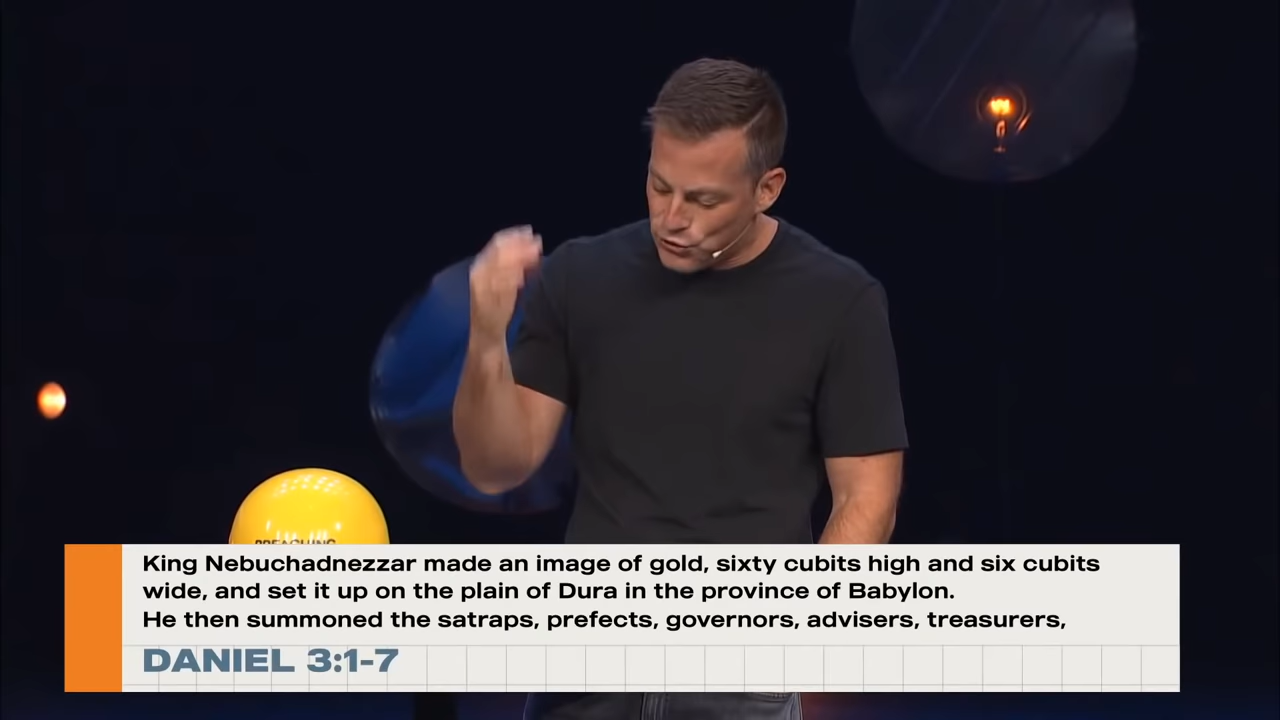 PREACHING
King Nebuchadnezzar made an image of gold, sixty cubits high and six cubits
wide, and set it up on the plain of Dura in the province of Babylon.
He then summoned the satraps, prefects, governors, advisers, treasurers,
DANIEL 3:1-7